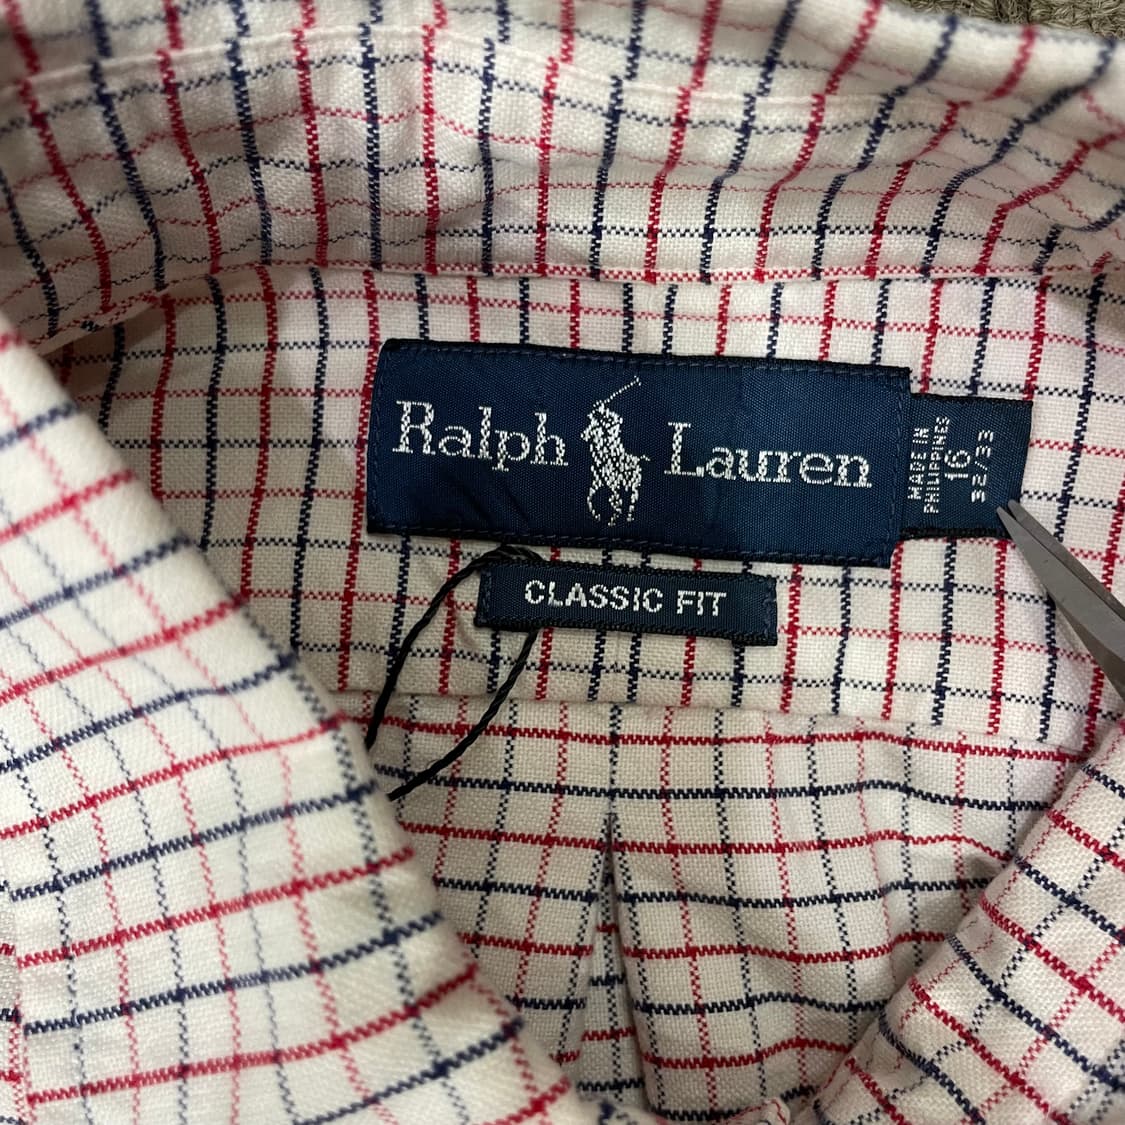 Ralph Lauren
MADE IN
PHILIPPINES
16
32/33
CLASSIC FIT